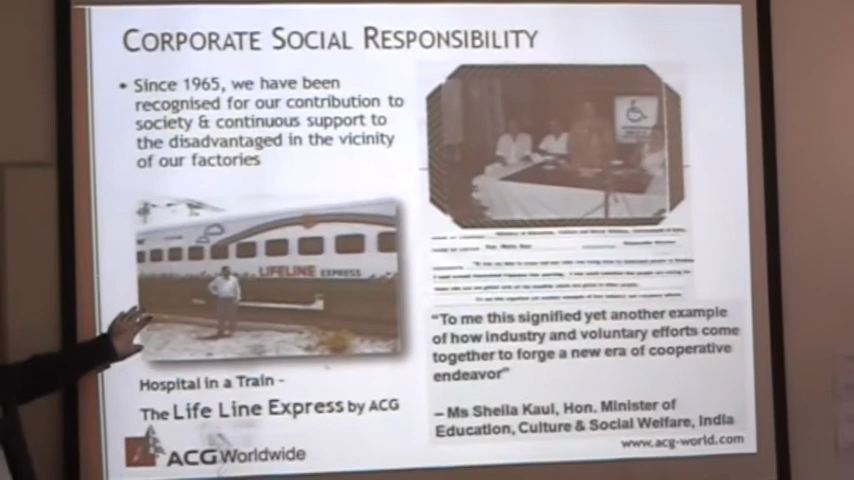 CORPORATE SOCIAL RESPONSIBILITY
• Since 1965, we have been
recognised for our contribution to
society & continuous support to
the disadvantaged in the vicinity
of our factories
LIFELINE EXPRESS
Hospital in a Train -
The Life Line Express by ACG
ACG Worldwide
"To me this signified yet another example
of how industry and voluntary efforts come
together to forge a new era of cooperative
endeavor"
– Ms Sheila Kaul, Hon. Minister of
Education, Culture & Social Welfare, India
www.acg-world.com